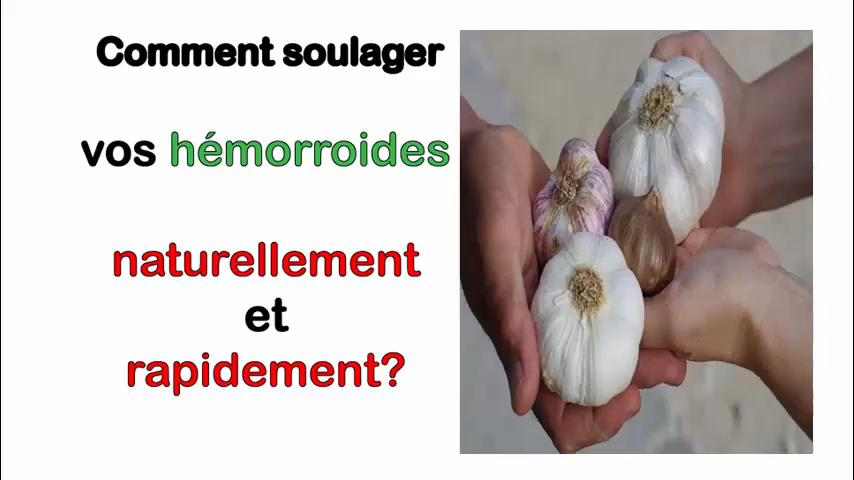 Comment soulager
vos hémorroides
naturellement
et
rapidement?